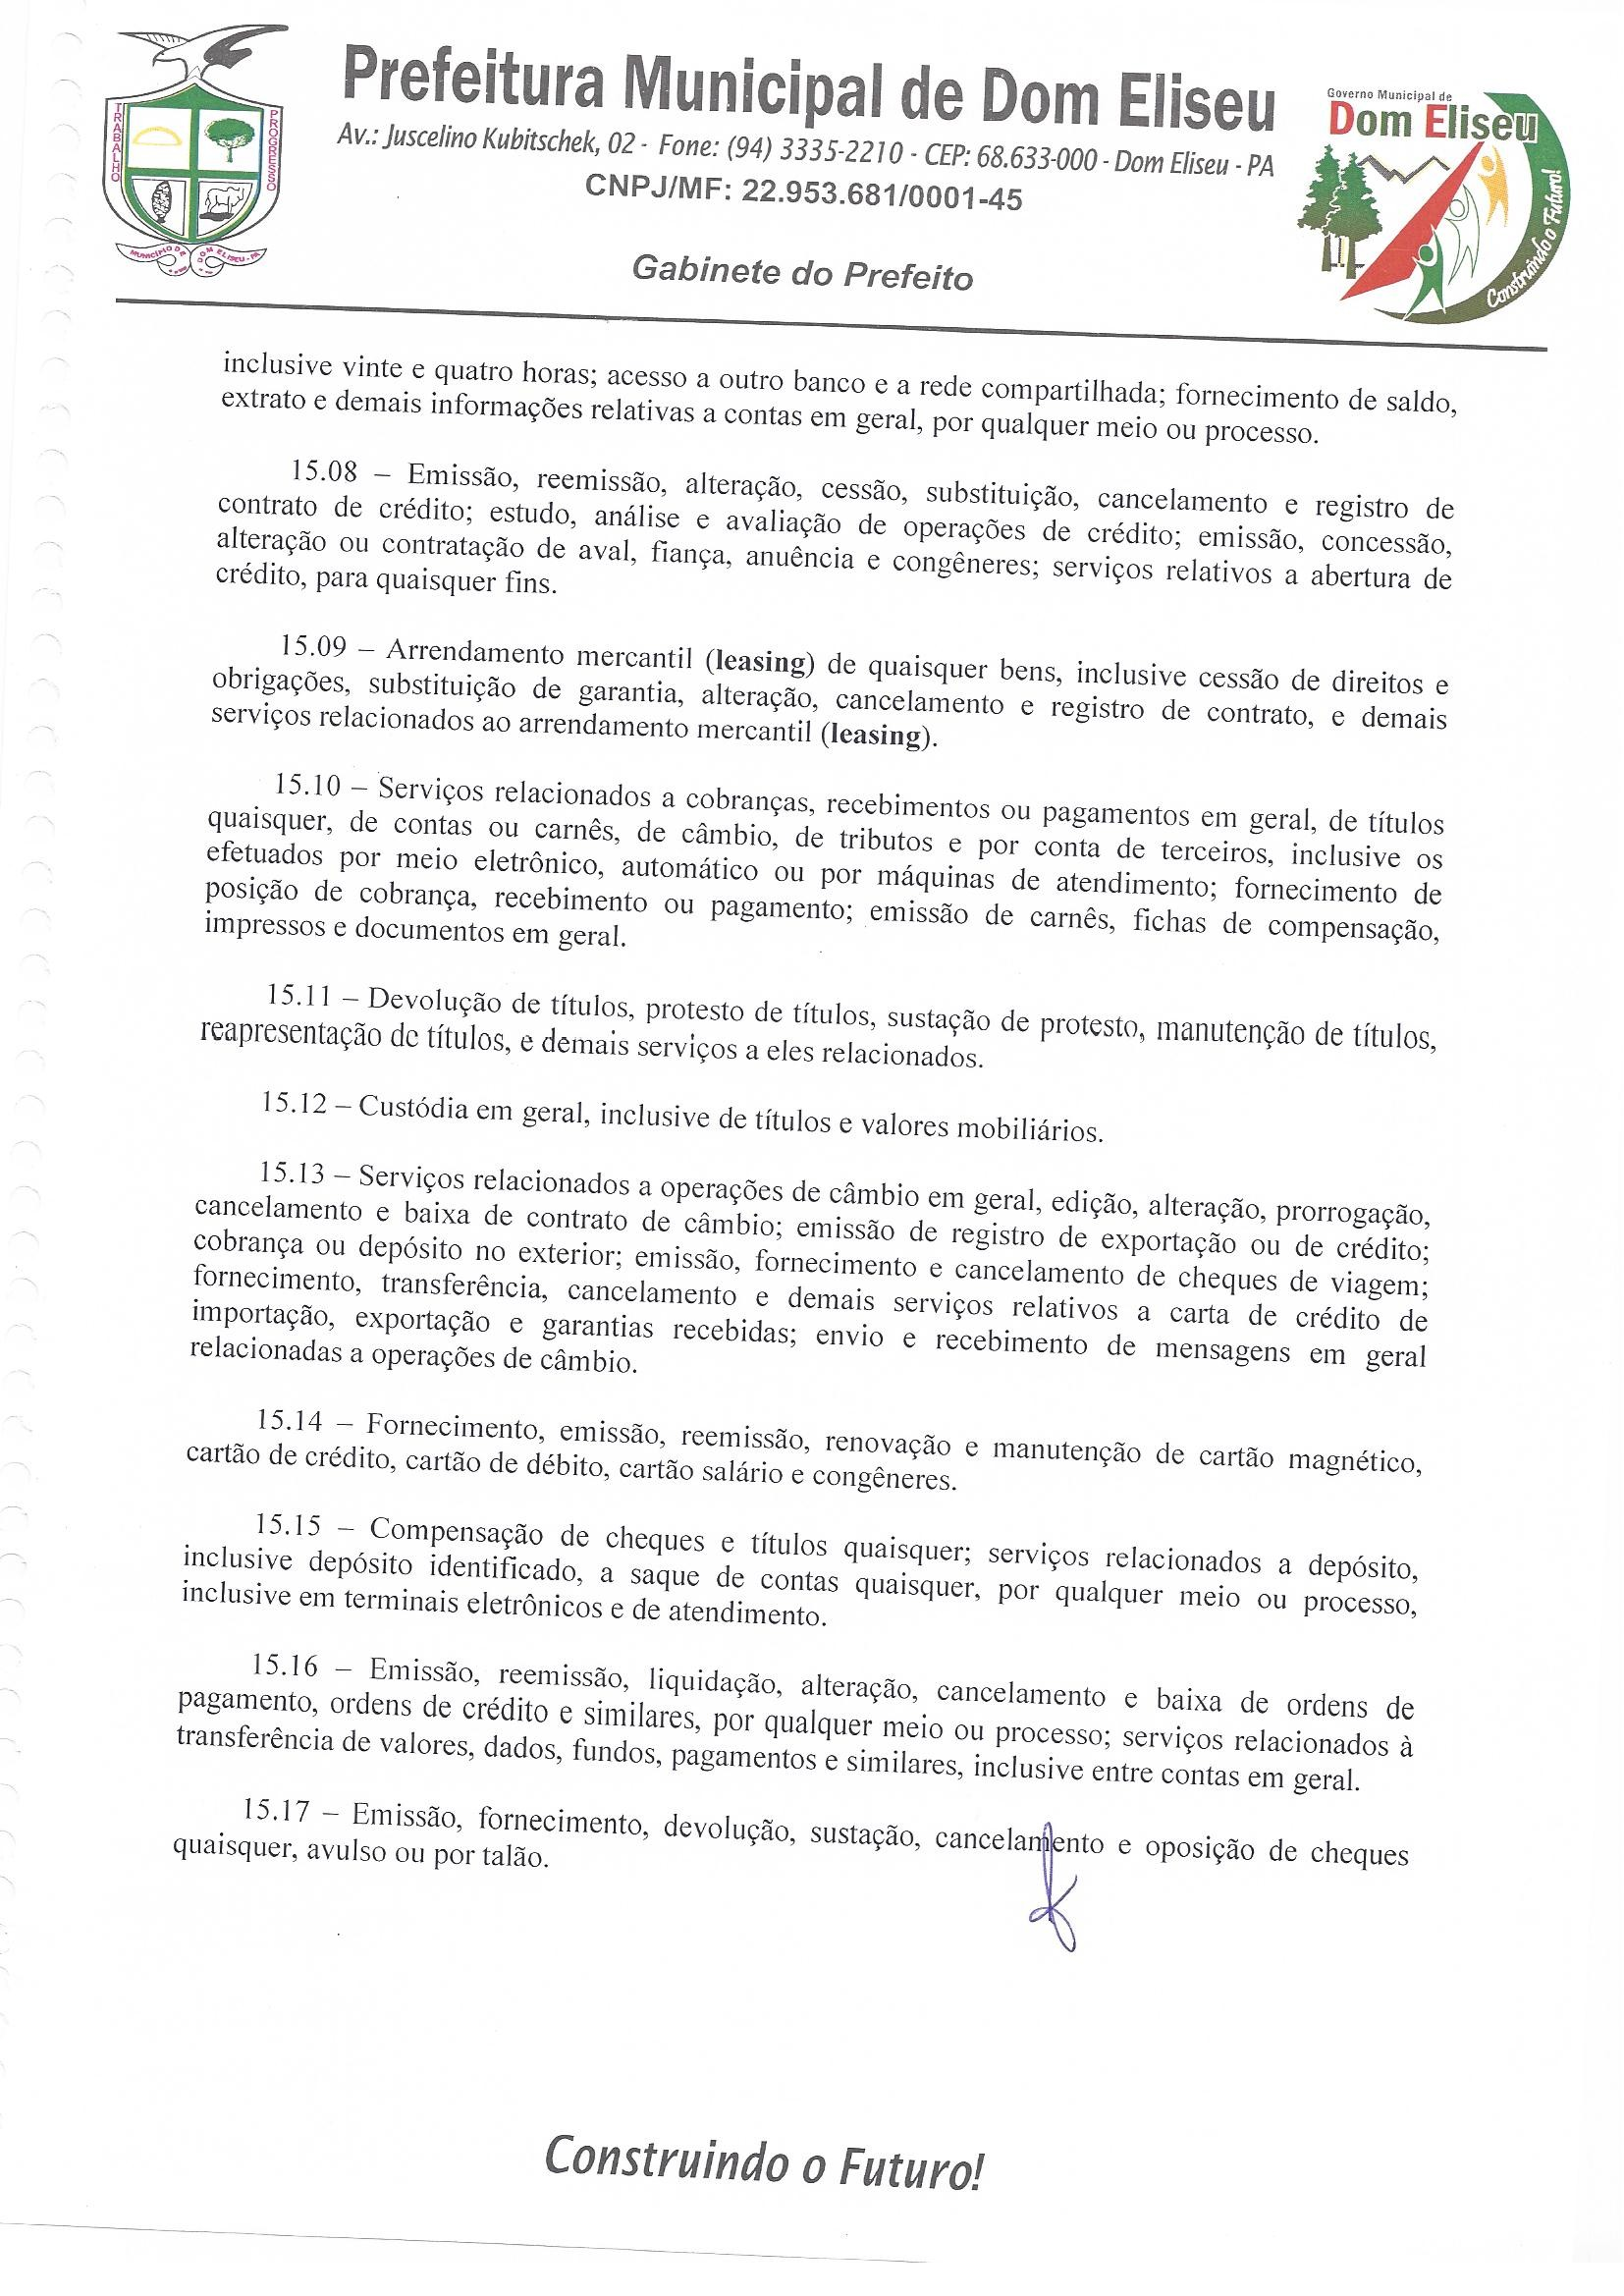 Prefeitura Municipal de Dom Eliseu
Av.: Juscelino Kubitschek, 02 - Fone: (94) 3335-2210 - CEP: 68.633-000 - Dom Eliseu - PA
CNPJ/MF: 22.953.681/0001-45
Gabinete do Prefeito
TRABALHO
PROGRESSO
MUNICÍPIO DE DOM ELISEU - PA
Governo Municipal de
Dom Eliseu
Construindo o Futuro!
inclusive vinte e quatro horas; acesso a outro banco e a rede compartilhada; fornecimento de saldo,
extrato e demais informações relativas a contas em geral, por qualquer meio ou processo.
15.08 – Emissão, reemissão, alteração, cessão, substituição, cancelamento e registro de
contrato de crédito; estudo, análise e avaliação de operações de crédito; emissão, concessão,
alteração ou contratação de aval, fiança, anuência e congêneres; serviços relativos a abertura de
crédito, para quaisquer fins.
15.09 – Arrendamento mercantil (leasing) de quaisquer bens, inclusive cessão de direitos e
obrigações, substituição de garantia, alteração, cancelamento e registro de contrato, e demais
serviços relacionados ao arrendamento mercantil (leasing).
15.10 – Serviços relacionados a cobranças, recebimentos ou pagamentos em geral, de títulos
quaisquer, de contas ou carnês, de câmbio, de tributos e por conta de terceiros, inclusive os
efetuados por meio eletrônico, automático ou por máquinas de atendimento; fornecimento de
posição de cobrança, recebimento ou pagamento; emissão de carnês, fichas de compensação,
impressos e documentos em geral.
15.11 – Devolução de títulos, protesto de títulos, sustação de protesto, manutenção de títulos,
reapresentação de títulos, e demais serviços a eles relacionados.
15.12 – Custódia em geral, inclusive de títulos e valores mobiliários.
15.13 – Serviços relacionados a operações de câmbio em geral, edição, alteração, prorrogação,
cancelamento e baixa de contrato de câmbio; emissão de registro de exportação ou de crédito;
cobrança ou depósito no exterior; emissão, fornecimento e cancelamento de cheques de viagem;
fornecimento, transferência, cancelamento e demais serviços relativos a carta de crédito de
importação, exportação e garantias recebidas; envio e recebimento de mensagens em geral
relacionadas a operações de câmbio.
15.14 – Fornecimento, emissão, reemissão, renovação e manutenção de cartão magnético,
cartão de crédito, cartão de débito, cartão salário e congêneres.
15.15 – Compensação de cheques e títulos quaisquer; serviços relacionados a depósito,
inclusive depósito identificado, a saque de contas quaisquer, por qualquer meio ou processo,
inclusive em terminais eletrônicos e de atendimento.
15.16 – Emissão, reemissão, liquidação, alteração, cancelamento e baixa de ordens de
pagamento, ordens de crédito e similares, por qualquer meio ou processo; serviços relacionados à
transferência de valores, dados, fundos, pagamentos e similares, inclusive entre contas em geral.
15.17 – Emissão, fornecimento, devolução, sustação, cancelamento e oposição de cheques
quaisquer, avulso ou por talão.
Construindo o Futuro!